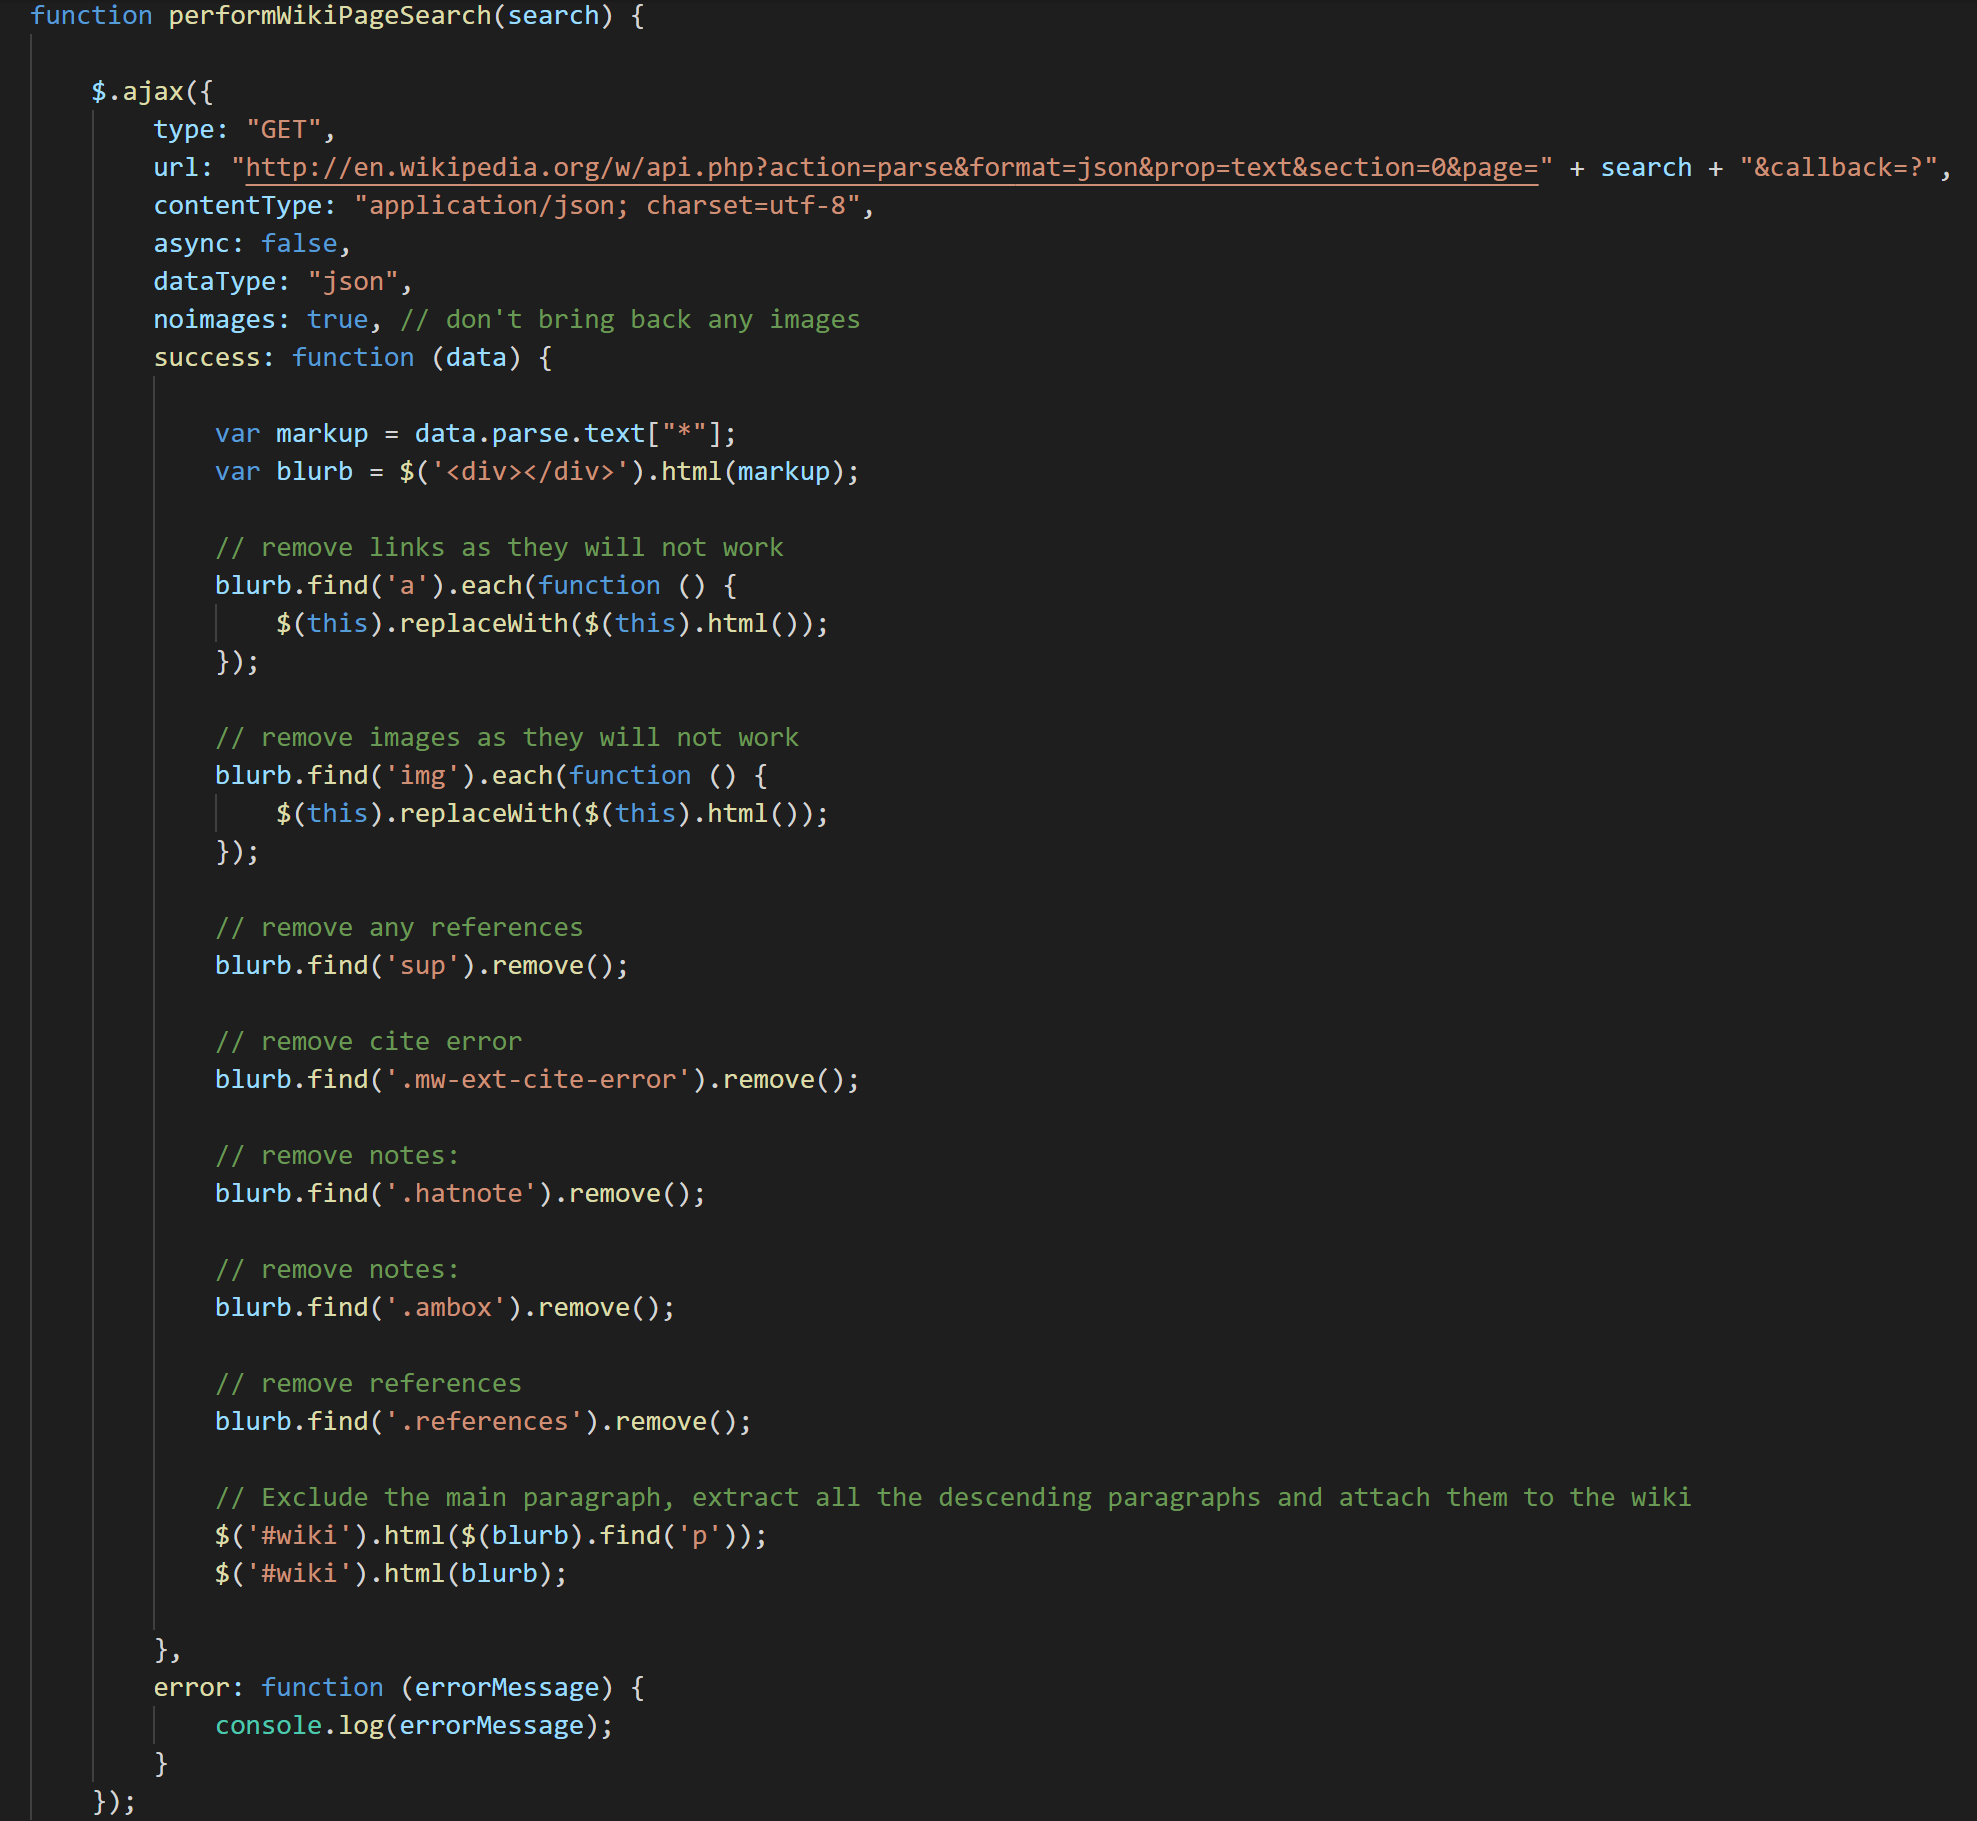 function performWikiPageSearch(search) {
$.ajax({
type: "GET",
url: "http://en.wikipedia.org/w/api.php?action=parse&format=json&prop=text&section=0&page=" + search + "&callback=?",
contentType: "application/json; charset=utf-8",
async: false,
dataType: "json",
noimages: true, // don't bring back any images
success: function (data) {
var markup = data.parse.text["*"];
var blurb = $('<div></div>').html(markup);
// remove links as they will not work
blurb.find('a').each(function () {
$(this).replaceWith($(this).html());
});
// remove images as they will not work
blurb.find('img').each(function () {
$(this).replaceWith($(this).html());
});
// remove any references
blurb.find('sup').remove();
// remove cite error
blurb.find('.mw-ext-cite-error').remove();
// remove notes:
blurb.find('.hatnote').remove();
// remove notes:
blurb.find('.ambox').remove();
// remove references
blurb.find('.references').remove();
// Exclude the main paragraph, extract all the descending paragraphs and attach them to the wiki
$('#wiki').html($(blurb).find('p'));
$('#wiki').html(blurb);
},
error: function (errorMessage) {
console.log(errorMessage);
}
});